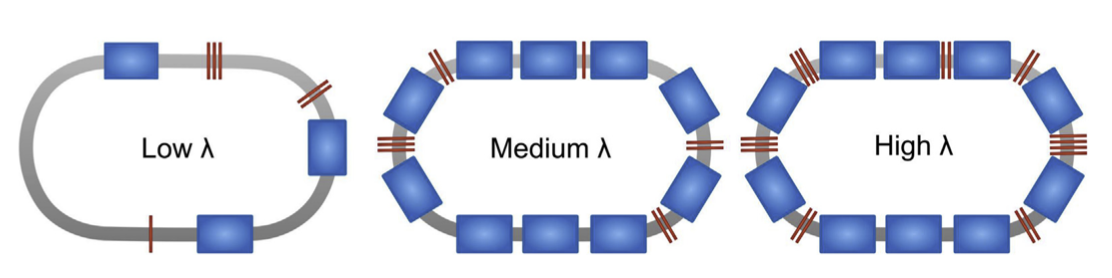 Low λ
Medium λ
High λ